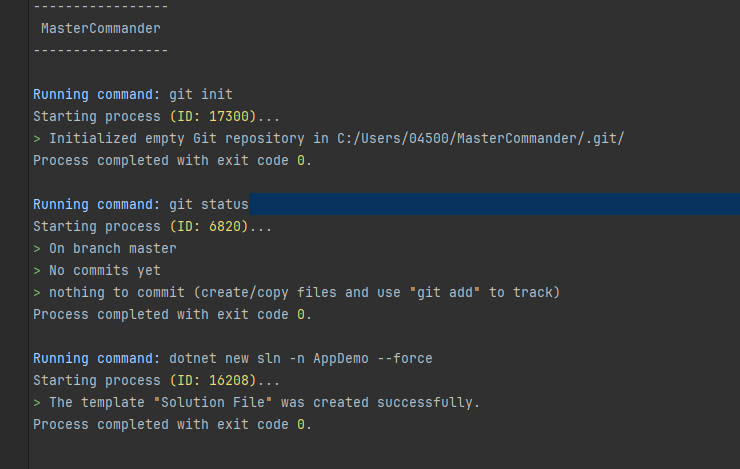 -----------------
MasterCommander
-----------------
Running command: git init
Starting process (ID: 17300)...
> Initialized empty Git repository in C:/Users/04500/MasterCommander/.git/
Process completed with exit code 0.
Running command: git status
Starting process (ID: 6820)...
> On branch master
> No commits yet
> nothing to commit (create/copy files and use "git add" to track)
Process completed with exit code 0.
Running command: dotnet new sln -n AppDemo --force
Starting process (ID: 16208)...
> The template "Solution File" was created successfully.
Process completed with exit code 0.